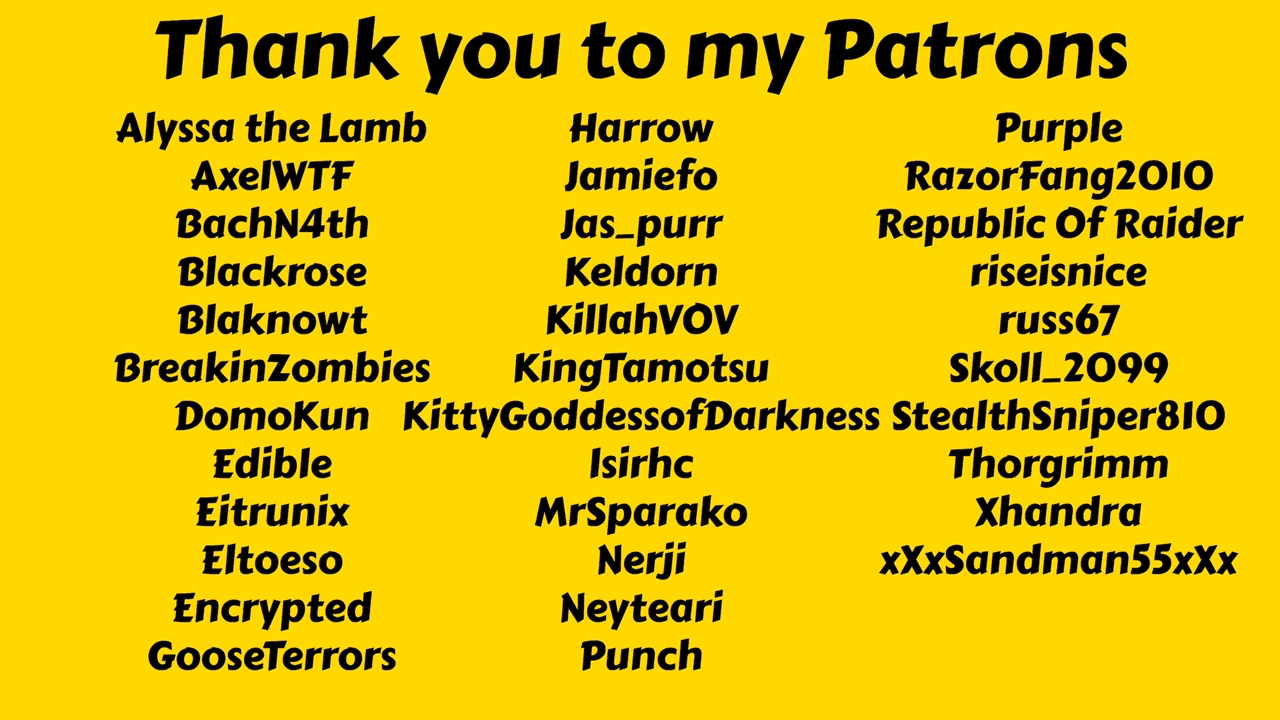 Thank you to my Patrons
Alyssa the Lamb
AxelWTF
BachN4th
Blackrose
Blaknowt
BreakinZombies
DomoKun
Edible
Eitrunix
Eltoeso
Encrypted
GooseTerrors
Harrow
Jamiefo
Jas_purr
Keldorn
KillahVOV
KingTamotsu
KittyGoddessofDarkness
lsirhc
MrSparako
Nerji
Neyteari
Punch
Purple
RazorFang2010
Republic Of Raider
riseisnice
russ67
Skoll_2099
StealthSniper810
Thorgrimm
Xhandra
xXxSandman55xXx